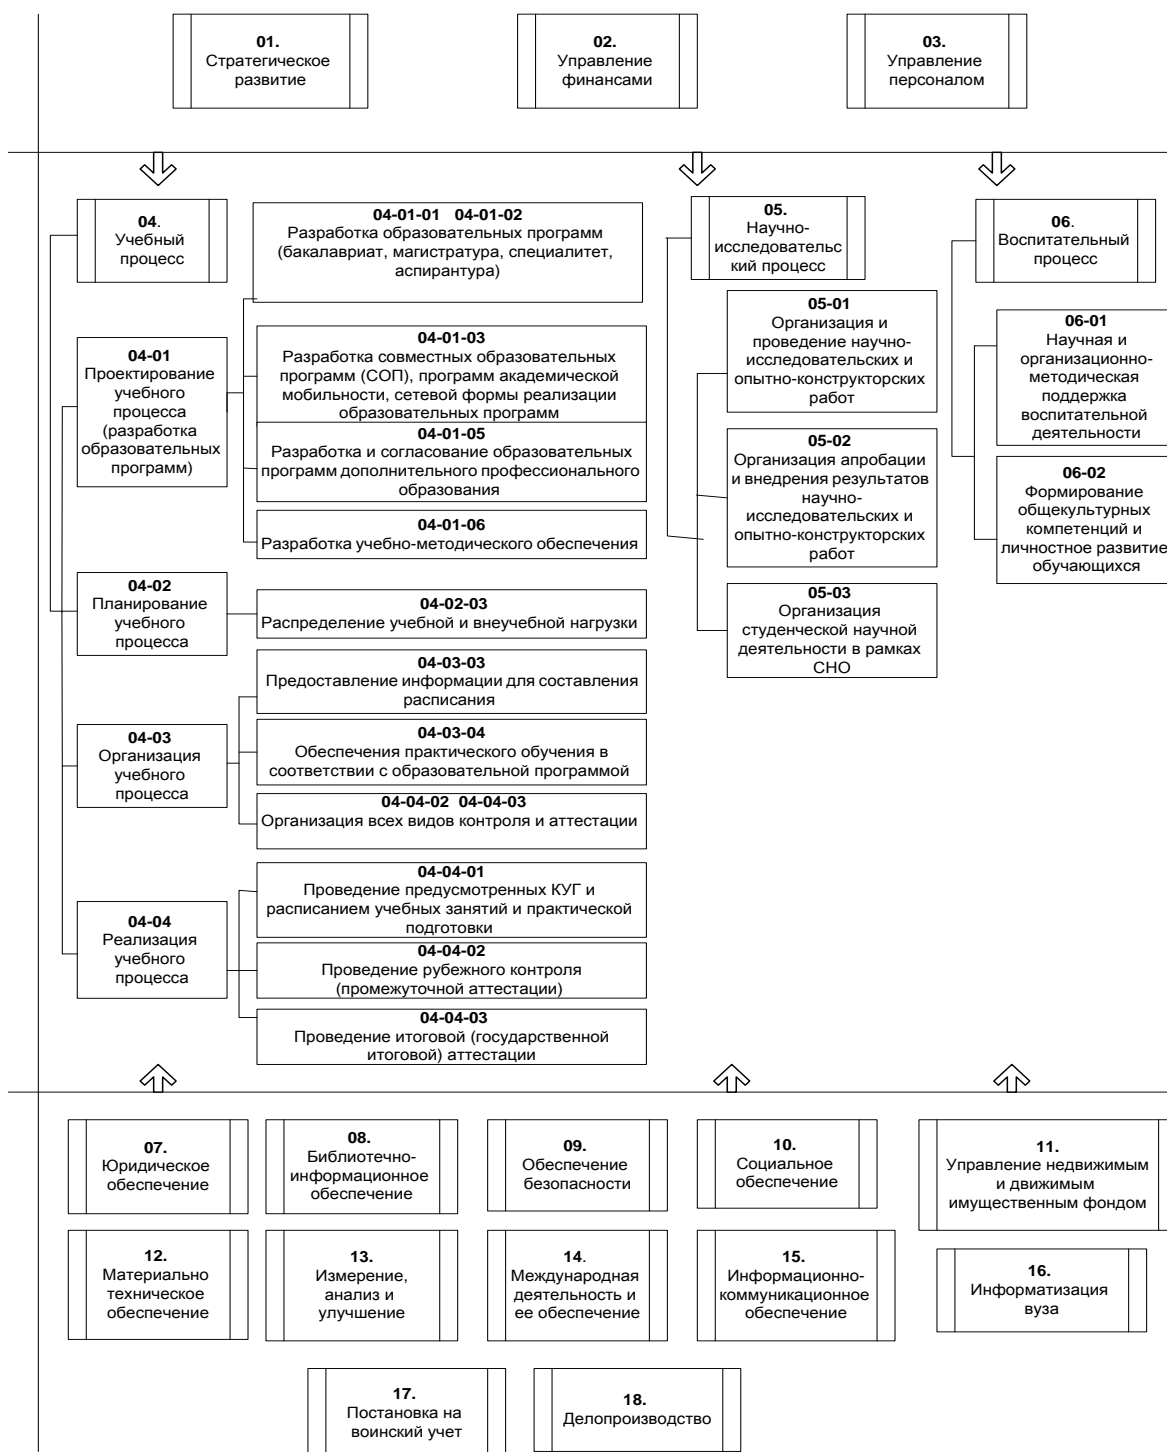 01.
Стратегическое
развитие
02.
Управление
финансами
03.
Управление
персоналом
04.
Учебный
процесс
04-01-01 04-01-02
Разработка образовательных программ
(бакалавриат, магистратура, специалитет,
аспирантура)
04-01
Проектирование
учебного
процесса
(разработка
образовательных
программ)
04-01-03
Разработка совместных образовательных
программ (СОП), программ академической
мобильности, сетевой формы реализации
образовательных программ
04-01-05
Разработка и согласование образовательных
программ дополнительного профессионального
образования
04-01-06
Разработка учебно-методического обеспечения
04-02
Планирование
учебного
процесса
04-02-03
Распределение учебной и внеучебной нагрузки
04-03
Организация
учебного
процесса
04-03-03
Предоставление информации для составления
расписания
04-03-04
Обеспечения практического обучения в
соответствии с образовательной программой
04-04-02 04-04-03
Организация всех видов контроля и аттестации
04-04
Реализация
учебного
процесса
04-04-01
Проведение предусмотренных КУГ и
расписанием учебных занятий и практической
подготовки
04-04-02
Проведение рубежного контроля
(промежуточной аттестации)
04-04-03
Проведение итоговой (государственной
итоговой) аттестации
05.
Научно-
исследовательс
кий процесс
05-01
Организация и
проведение научно-
исследовательских и
опытно-конструкторских
работ
05-02
Организация апробации
и внедрения результатов
научно-
исследовательских и
опытно-конструкторских
работ
05-03
Организация
студенческой научной
деятельности в рамках
СНО
06.
Воспитательный
процесс
06-01
Научная и
организационно-
методическая
поддержка
воспитательной
деятельности
06-02
Формирование
общекультурных
компетенций и
личностное развитие
обучающихся
07.
Юридическое
обеспечение
08.
Библиотечно-
информационное
обеспечение
09.
Обеспечение
безопасности
10.
Социальное
обеспечение
11.
Управление недвижимым
и движимым
имущественным фондом
12.
Материально
техническое
обеспечение
13.
Измерение,
анализ и
улучшение
14.
Международная
деятельность и
ее обеспечение
15.
Информационно-
коммуникационное
обеспечение
16.
Информатизация
вуза
17.
Постановка на
воинский учет
18.
Делопроизводство